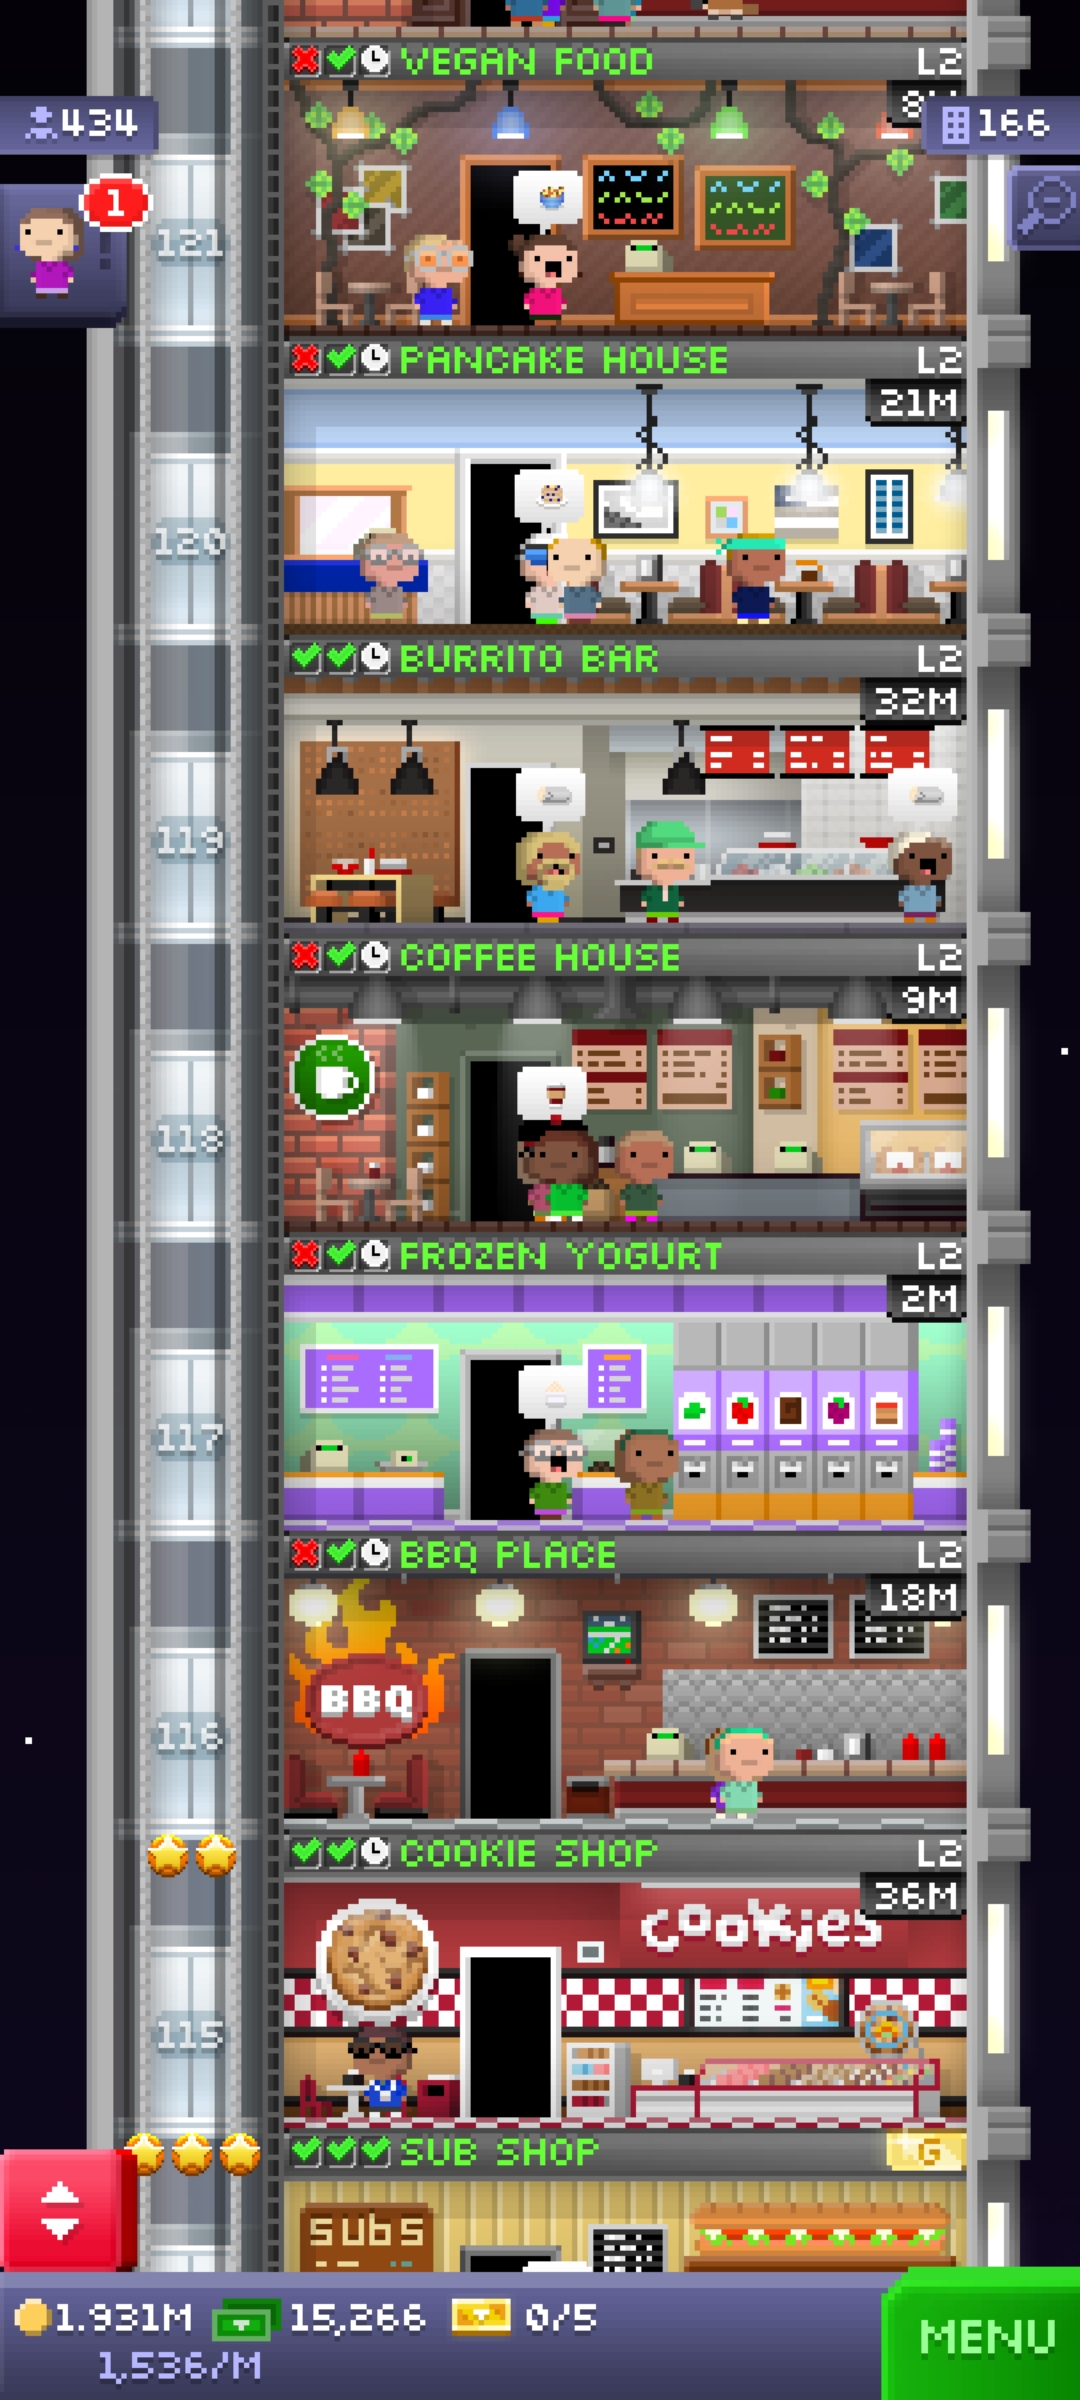 VEGAN FOOD L2
434
166
1
121
PANCAKE HOUSE L2
21M
120
BURRITO BAR L2
32M
119
COFFEE HOUSE L2
9M
118
FROZEN YOGURT L2
2M
117
BBQ PLACE L2
18M
BBQ
116
COOKIE SHOP L2
36M
cookies
115
SUB SHOP G
SUBS
1.931M 15,266 0/5
1,536/M
MENU